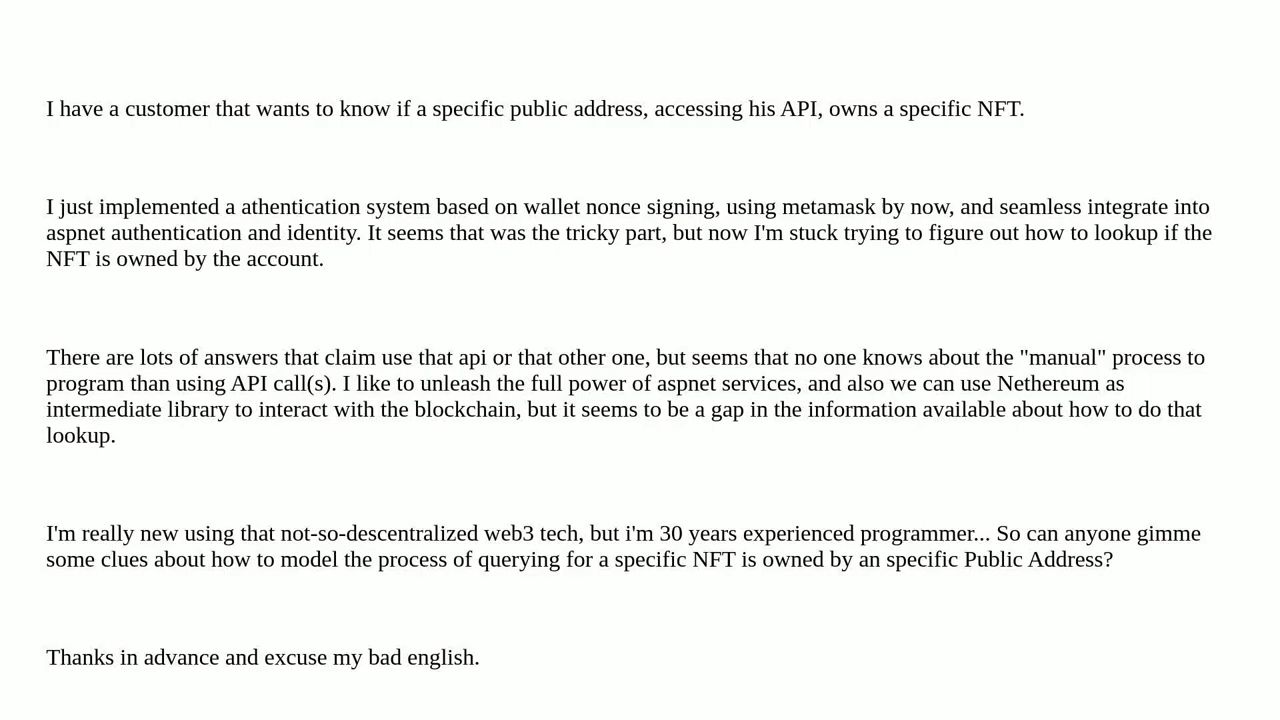 I have a customer that wants to know if a specific public address, accessing his API, owns a specific NFT.
I just implemented a athentication system based on wallet nonce signing, using metamask by now, and seamless integrate into
aspnet authentication and identity. It seems that was the tricky part, but now I'm stuck trying to figure out how to lookup if the
NFT is owned by the account.
There are lots of answers that claim use that api or that other one, but seems that no one knows about the "manual" process to
program than using API call(s). I like to unleash the full power of aspnet services, and also we can use Nethereum as
intermediate library to interact with the blockchain, but it seems to be a gap in the information available about how to do that
lookup.
I'm really new using that not-so-descentralized web3 tech, but i'm 30 years experienced programmer... So can anyone gimme
some clues about how to model the process of querying for a specific NFT is owned by an specific Public Address?
Thanks in advance and excuse my bad english.